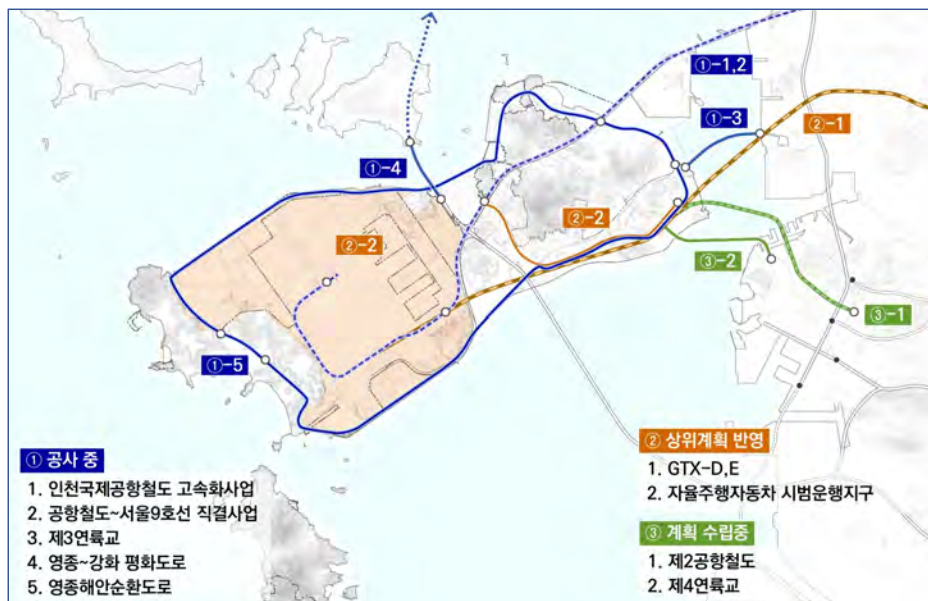 ①-1,2
①-3
②-1
①-4
②-2
②-2
③-2
③-1
①-5
① 공사 중
1. 인천국제공항철도 고속화사업
2. 공항철도~서울9호선 직결사업
3. 제3연륙교
4. 영종~강화 평화도로
5. 영종해안순환도로
② 상위계획 반영
1. GTX-D,E
2. 자율주행자동차 시범운행지구
③ 계획 수립중
1. 제2공항철도
2. 제4연륙교